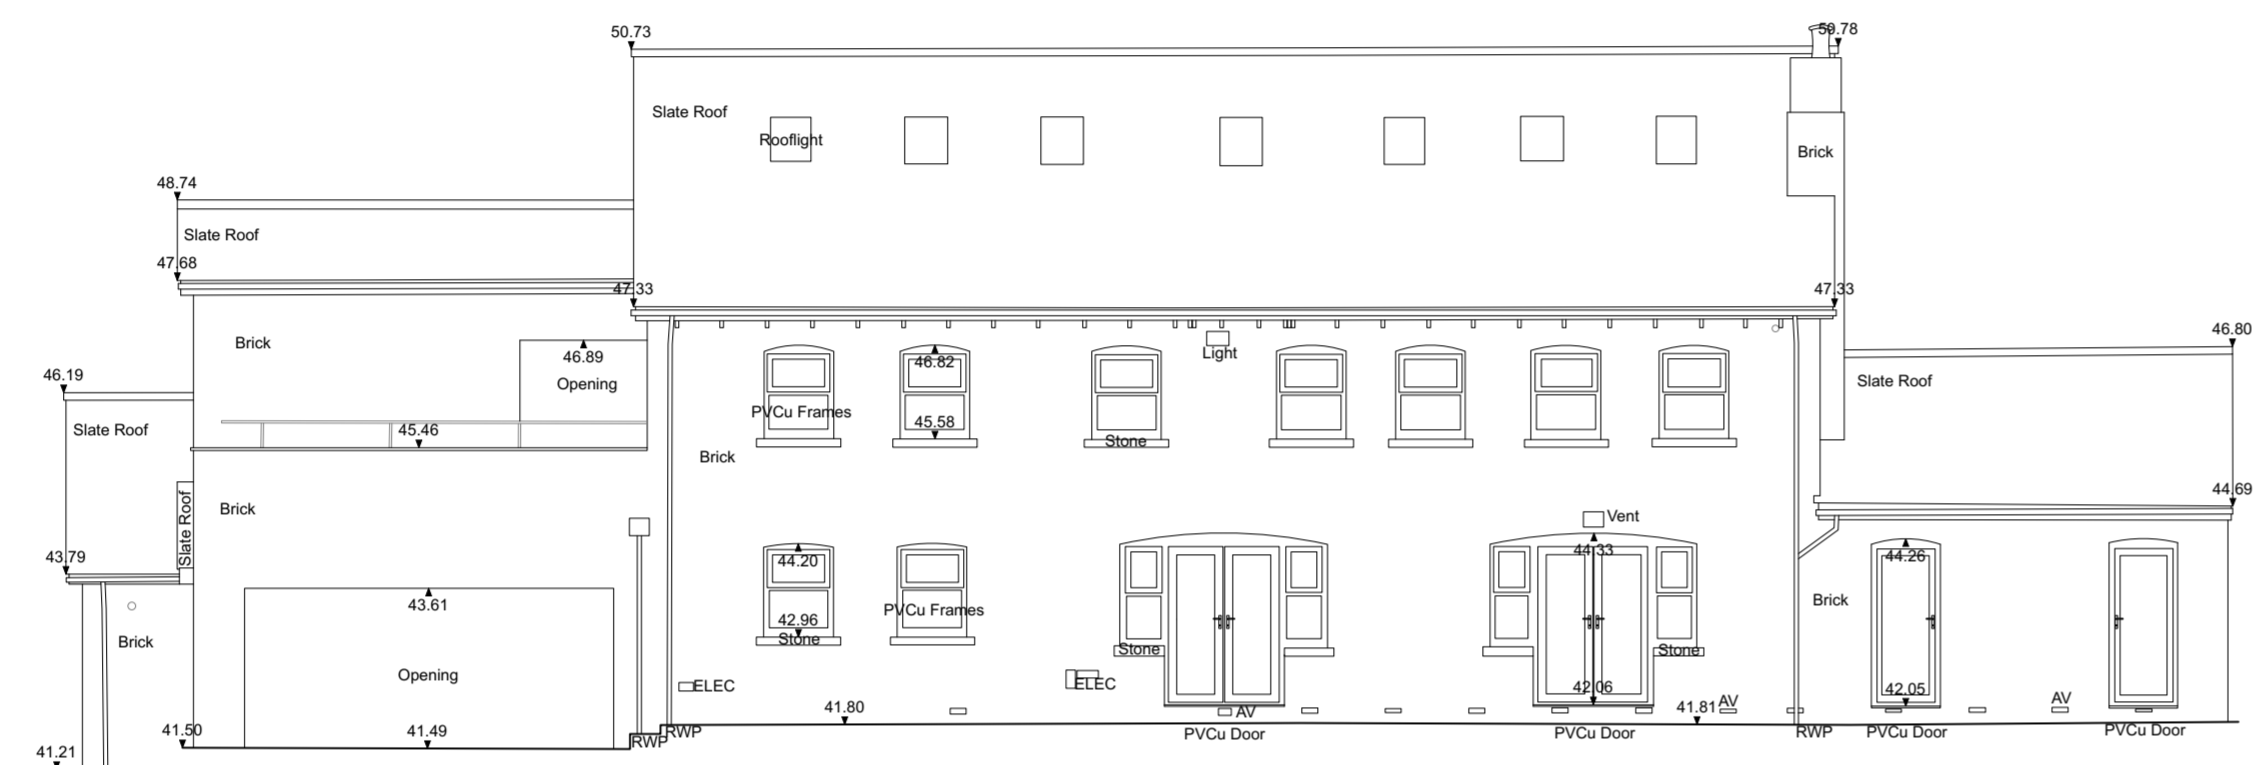 50.73
50.78
Slate Roof
Rooflight
Brick
48.74
Slate Roof
47.68
47.33
47.33
46.80
Brick
46.89
Opening
Light
46.82
46.19
Slate Roof
PVCu Frames
45.58
Slate Roof
45.46
Stone
Brick
44.69
Slate Roof
Brick
Vent
43.79
44.20
44.33
44.26
43.61
42.96
PVCu Frames
Brick
Brick
Stone
Stone
Stone
Opening
ELEC
ELEC
42.06
42.05
AV
AV
AV
41.80
41.81
41.50
41.49
41.21
RWP
RWP
PVCu Door
PVCu Door
RWP
PVCu Door
PVCu Door